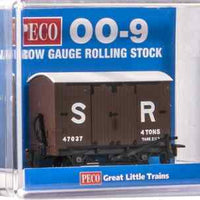 PECO OO-9
ROW GAUGE ROLLING STOCK
S R
47037 4 TONS
PECO Great Little Trains